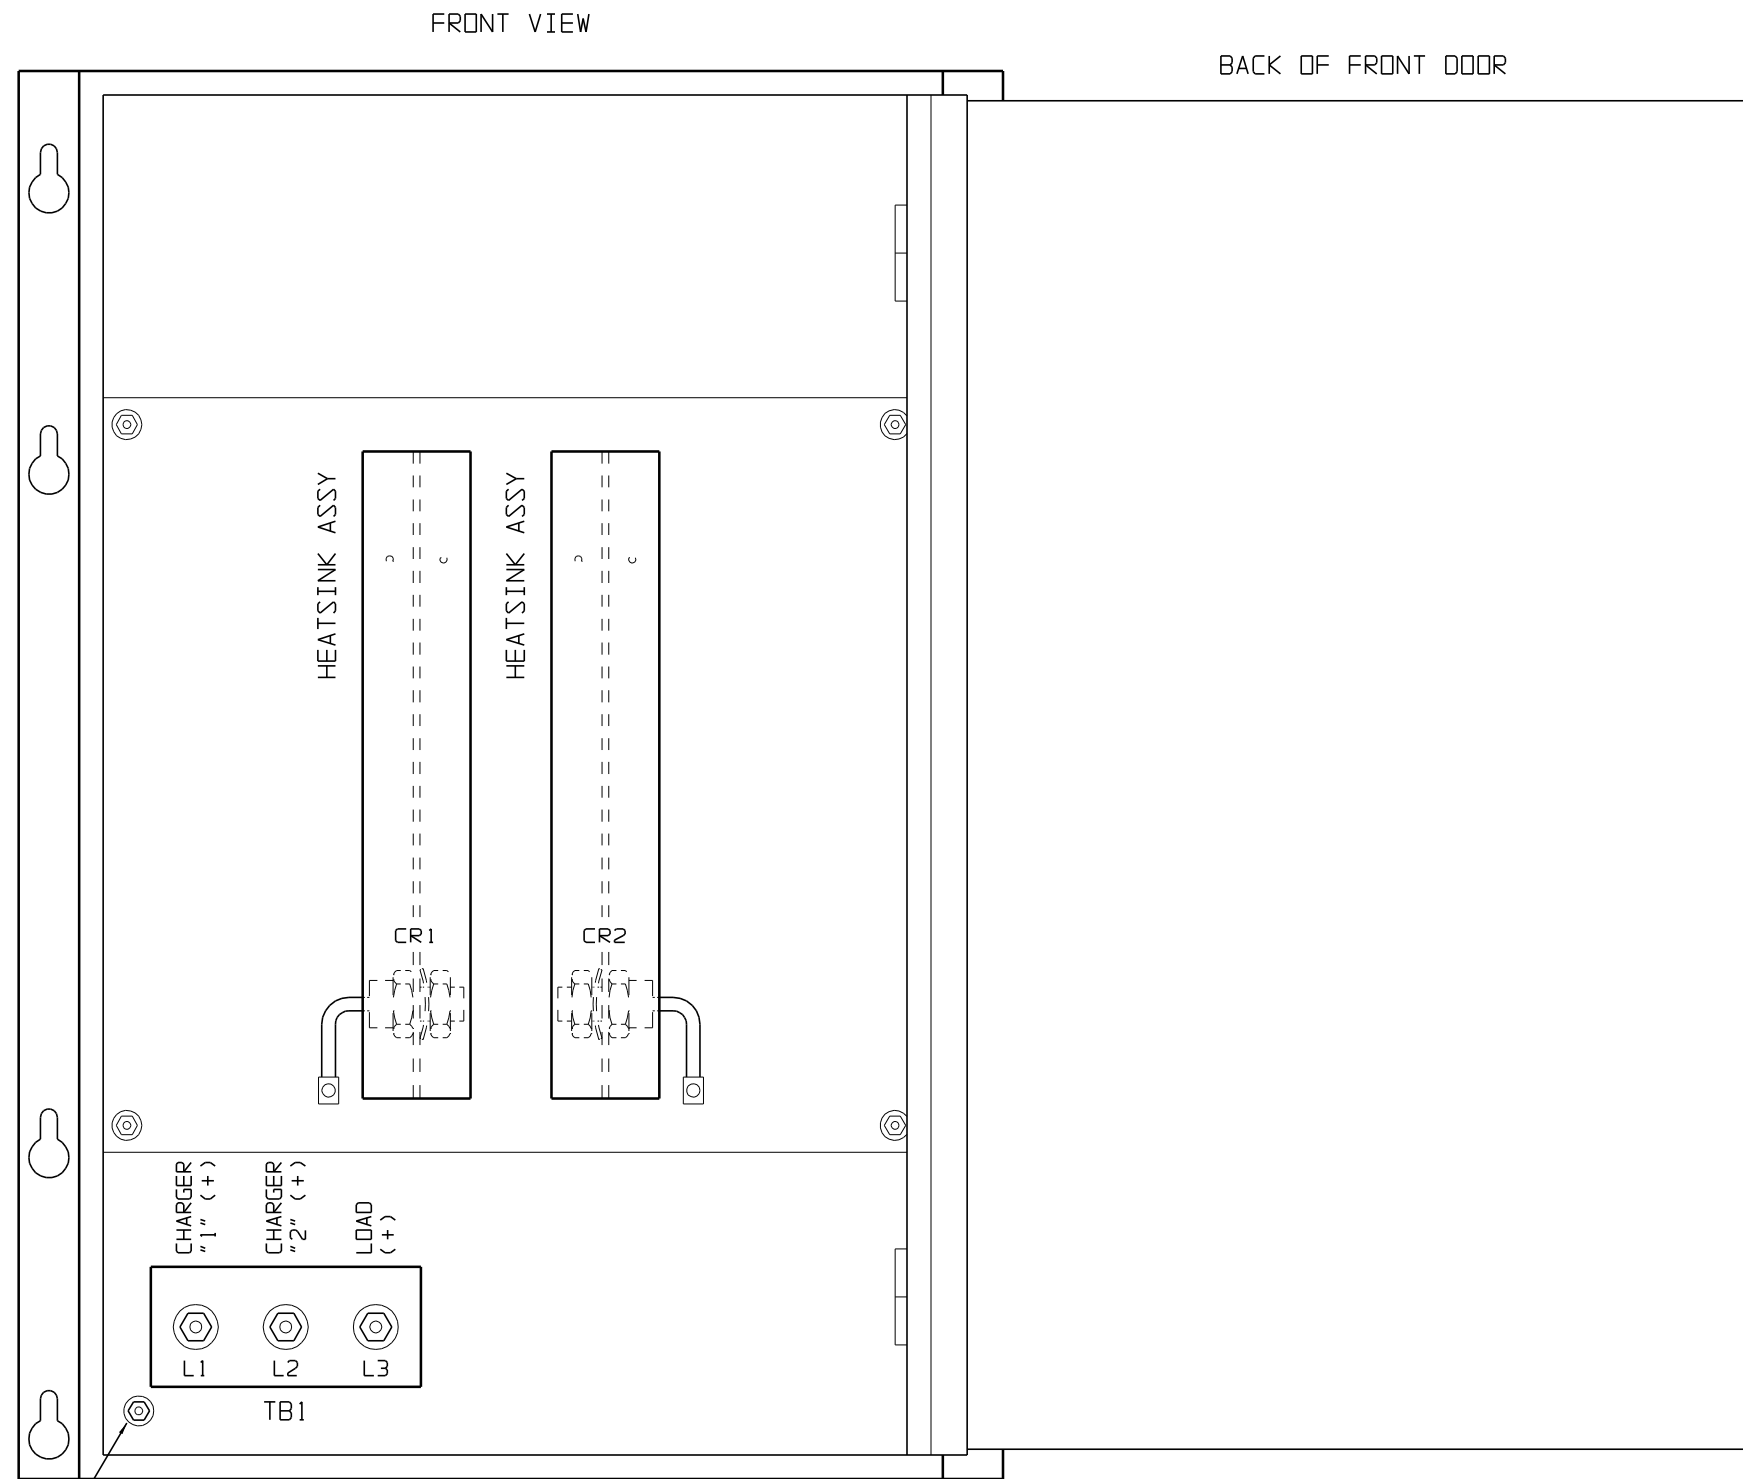 FRONT VIEW
BACK OF FRONT DOOR
HEATSINK ASSY
HEATSINK ASSY
CR1
CR2
CHARGER
"1" (+)
CHARGER
"2" (+)
LOAD
(+)
L1
L2
L3
TB1